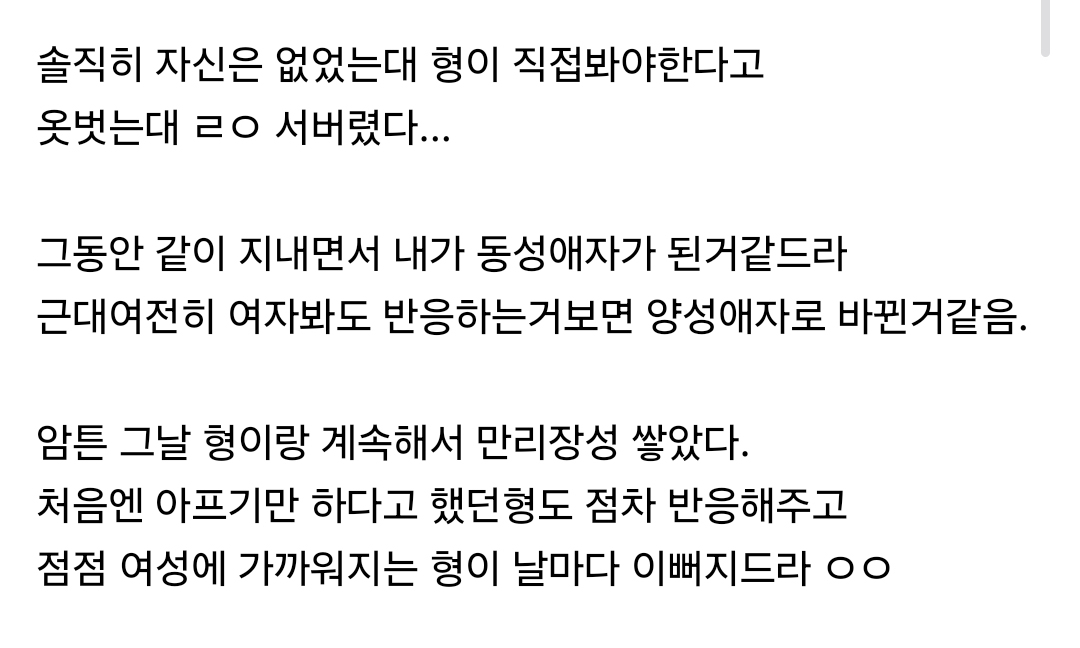 솔직히 자신은 없었는대 형이 직접봐야한다고
옷벗는대 ㄹㅇ 서버렸다...
그동안 같이 지내면서 내가 동성애자가 된거같드라
근대여전히 여자봐도 반응하는거보면 양성애자로 바뀐거같음.
암튼 그날 형이랑 계속해서 만리장성 쌓았다.
처음엔 아프기만 하다고 했던형도 점차 반응해주고
점점 여성에 가까워지는 형이 날마다 이뻐지드라 ㅇㅇ